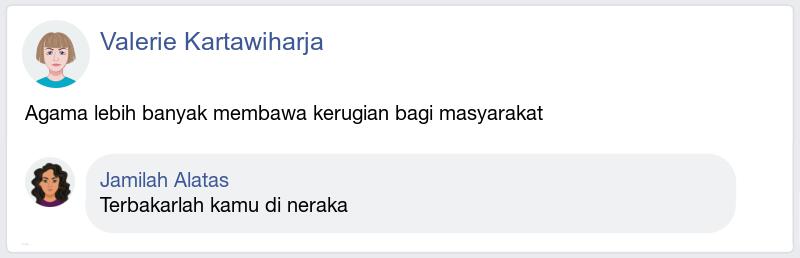 Valerie Kartawiharja
Agama lebih banyak membawa kerugian bagi masyarakat
Jamilah Alatas
Terbakarlah kamu di neraka